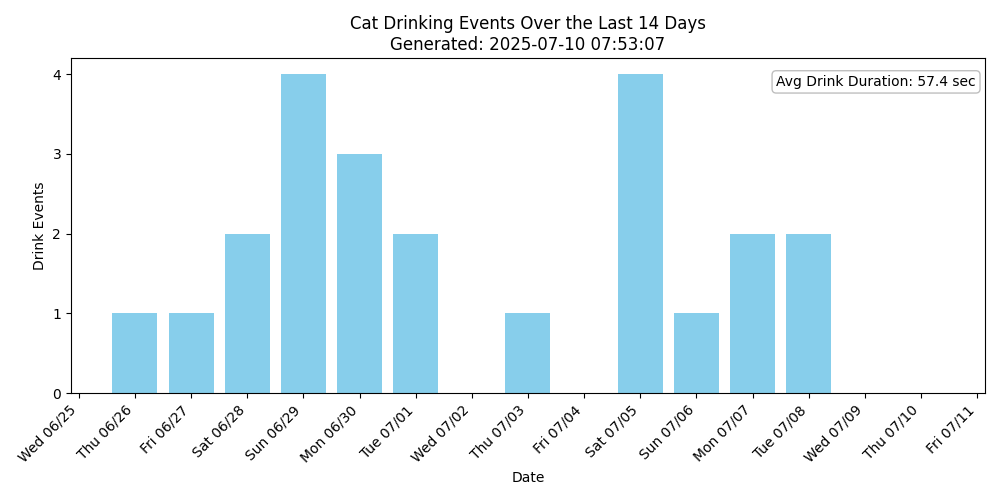 Cat Drinking Events Over the Last 14 Days
Generated: 2025-07-10 07:53:07
Avg Drink Duration: 57.4 sec
Drink Events
4
3
2
1
0
Wed 06/25
Thu 06/26
Fri 06/27
Sat 06/28
Sun 06/29
Mon 06/30
Tue 07/01
Wed 07/02
Thu 07/03
Fri 07/04
Sat 07/05
Sun 07/06
Mon 07/07
Tue 07/08
Wed 07/09
Thu 07/10
Fri 07/11
Date